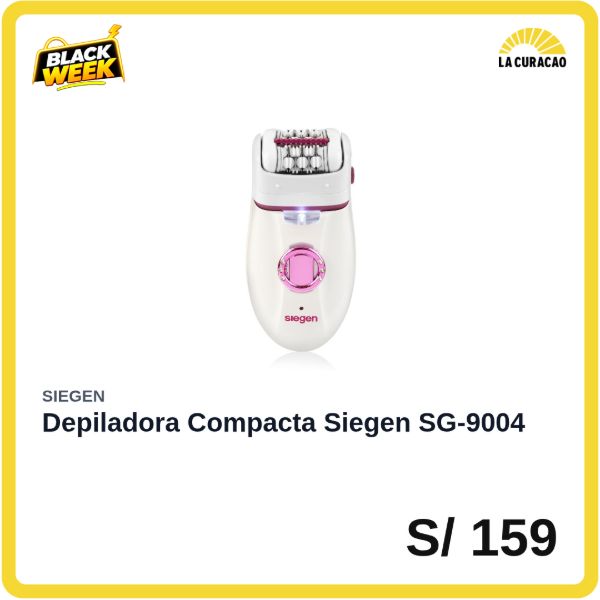 BLACK
WEEK
LA CURACAO
siegen
SIEGEN
Depiladora Compacta Siegen SG-9004
S/ 159